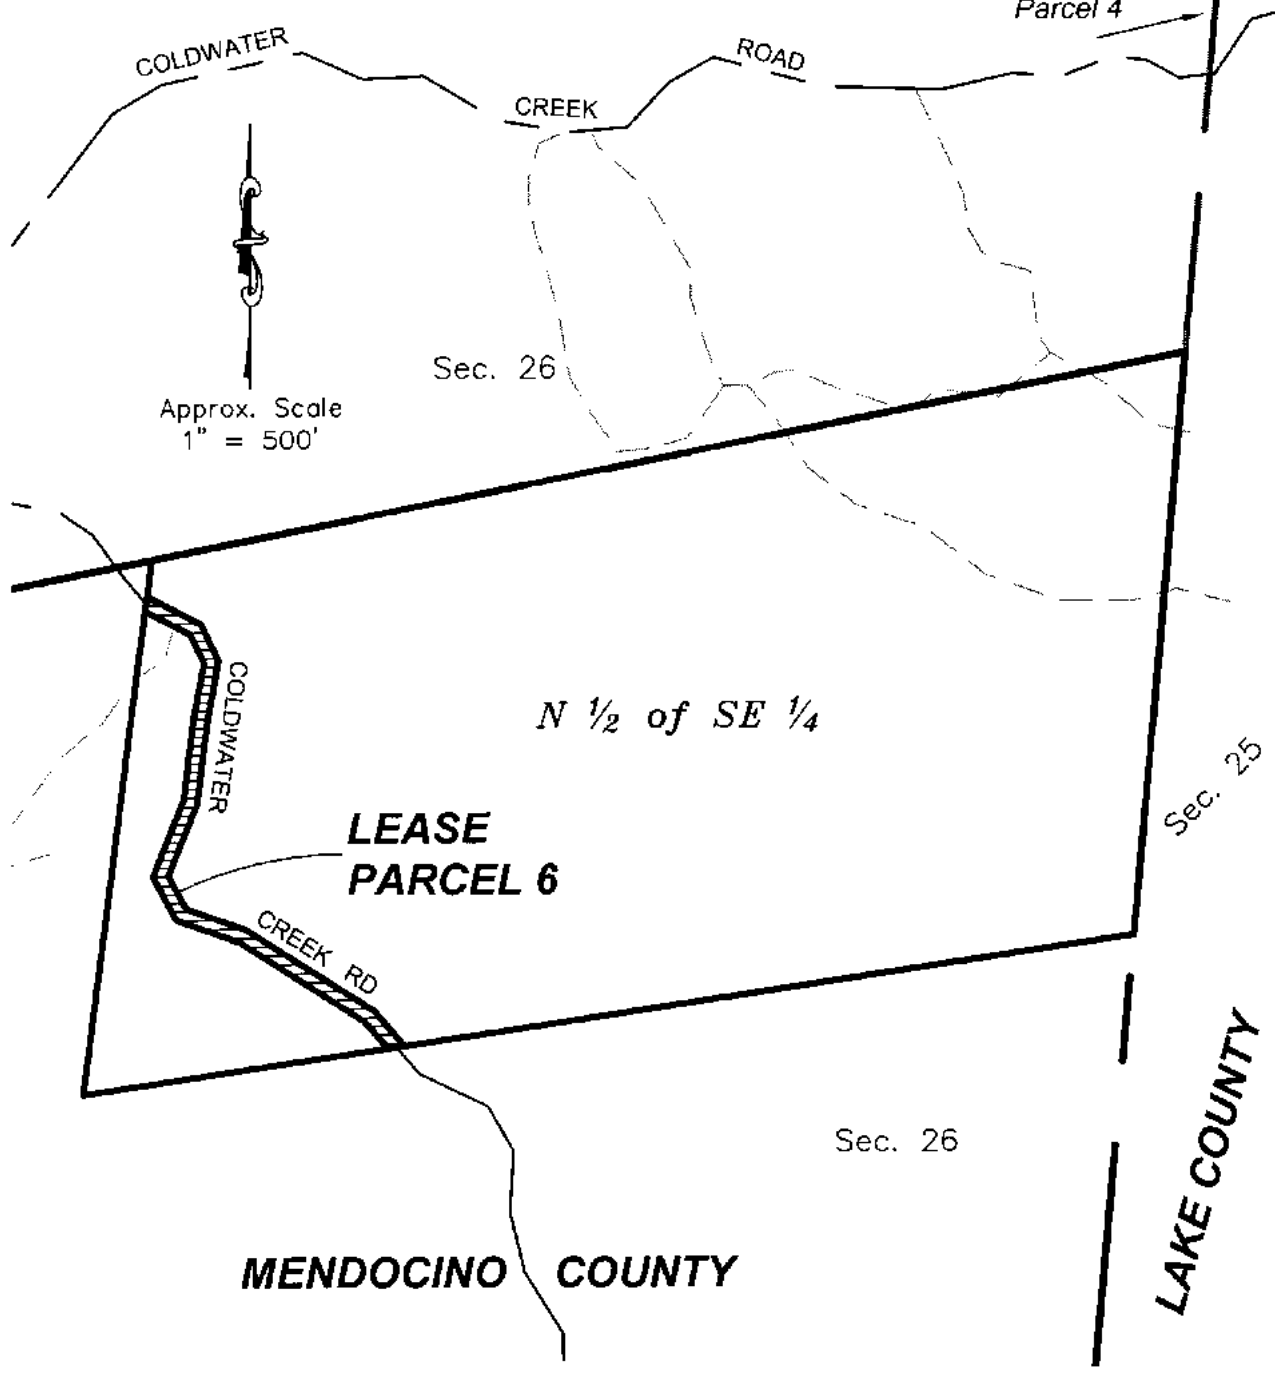 Parcel 4
COLDWATER
CREEK
ROAD
Sec. 26
Approx. Scale
1" = 500'
N ½ of SE ¼
COLDWATER
Sec. 25
LEASE
PARCEL 6
CREEK RD
Sec. 26
LAKE COUNTY
MENDOCINO COUNTY